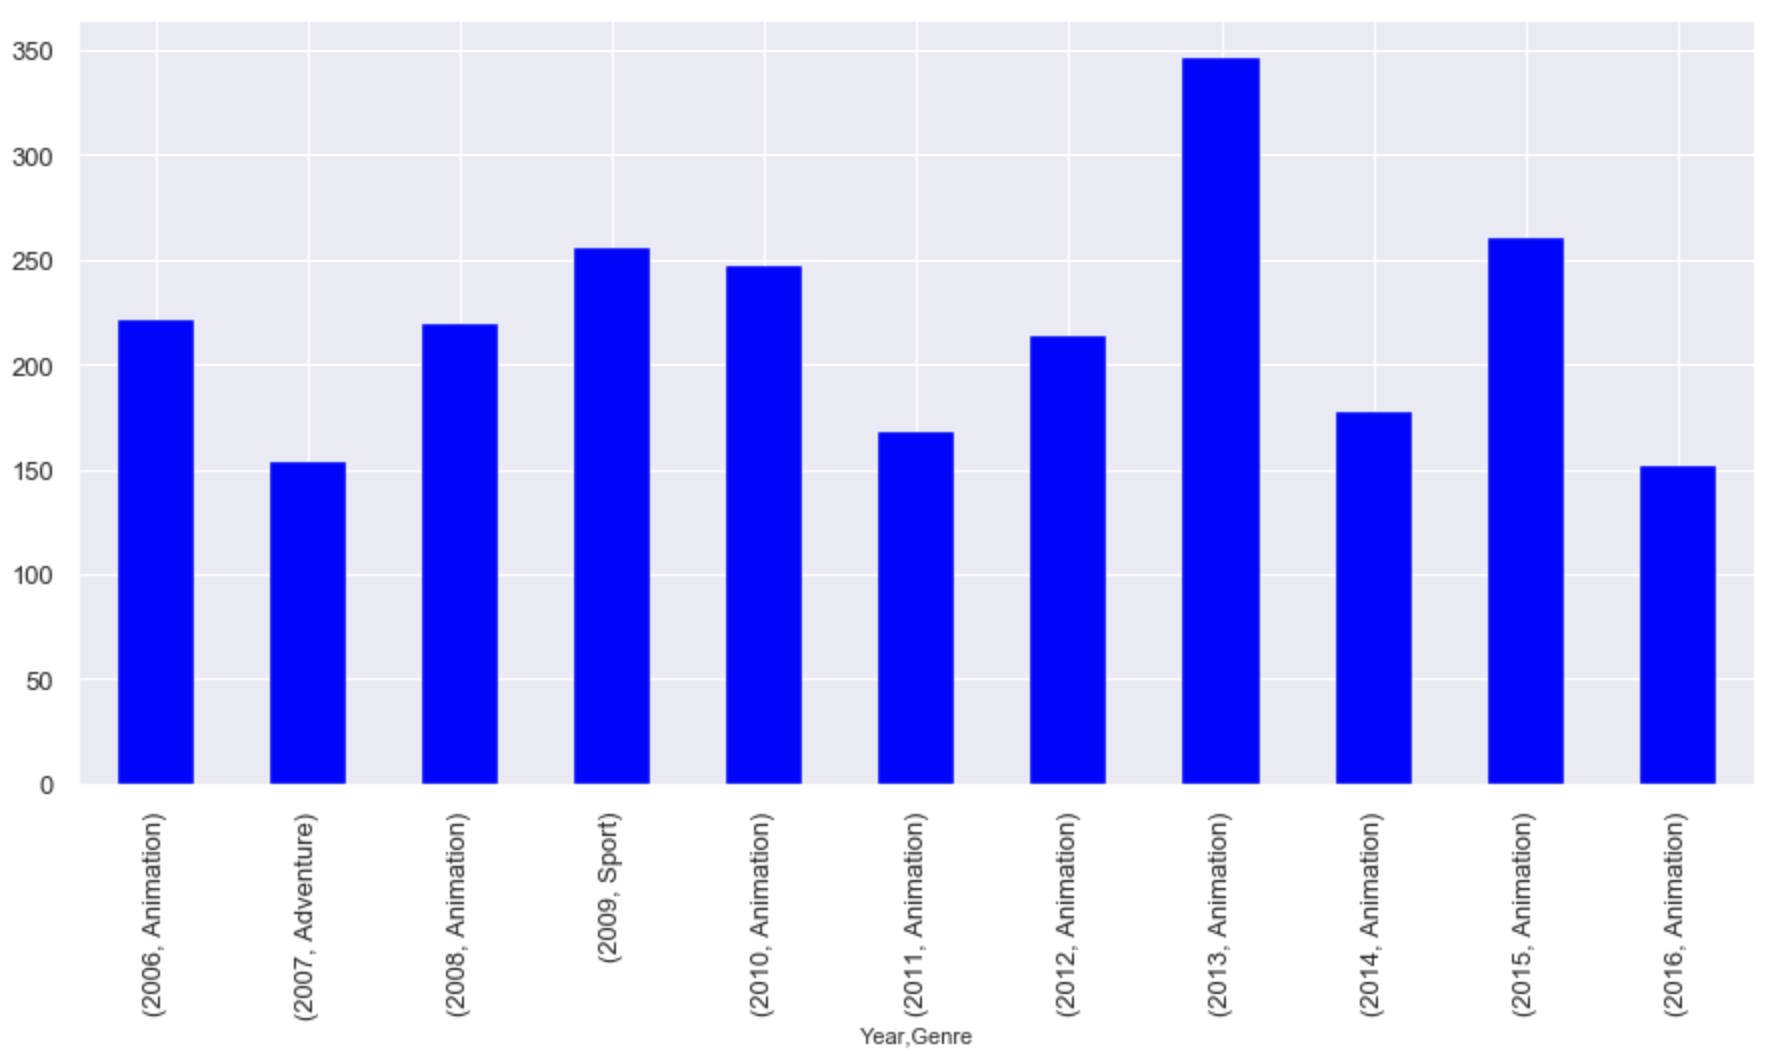 350
300
250
200
150
100
50
0
(2006, Animation)
(2007, Adventure)
(2008, Animation)
(2009, Sport)
(2010, Animation)
(2011, Animation)
(2012, Animation)
(2013, Animation)
(2014, Animation)
(2015, Animation)
(2016, Animation)
Year,Genre